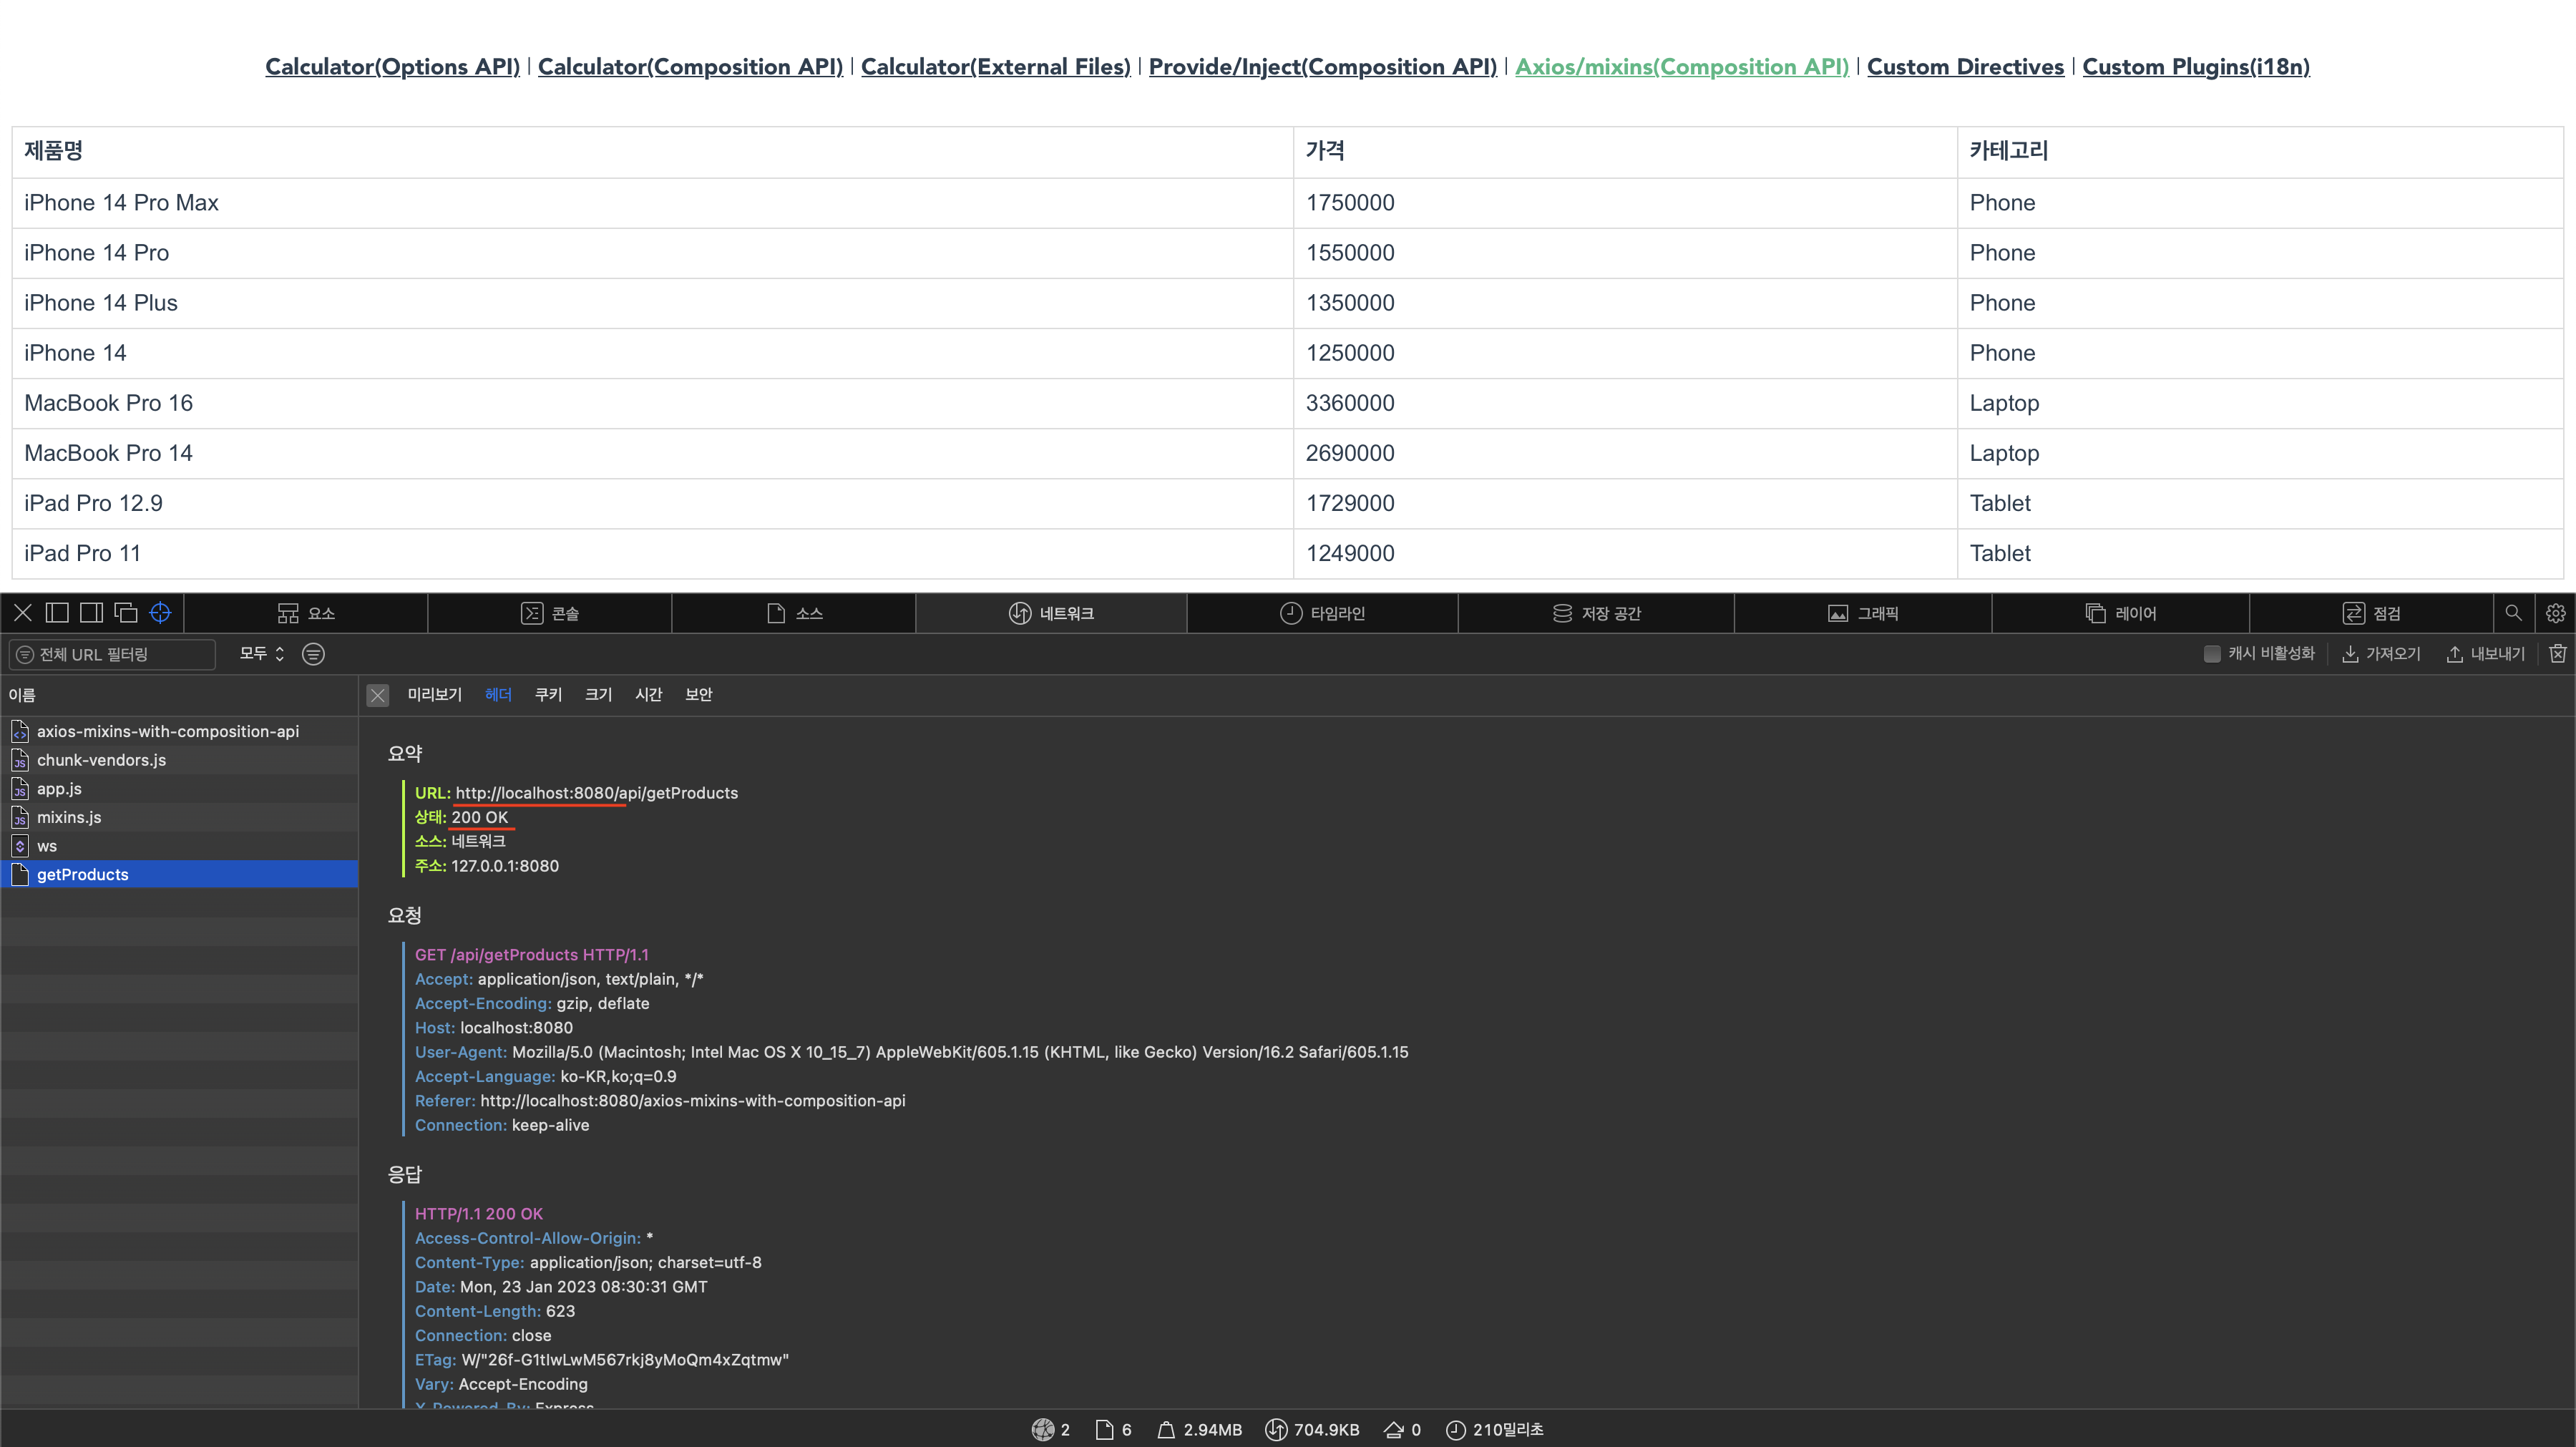 Calculator(Options API) | Calculator(Composition API) | Calculator(External Files) | Provide/Inject(Composition API) | Axios/mixins(Composition API) | Custom Directives | Custom Plugins(i18n)
제품명 가격 카테고리
iPhone 14 Pro Max 1750000 Phone
iPhone 14 Pro 1550000 Phone
iPhone 14 Plus 1350000 Phone
iPhone 14 1250000 Phone
MacBook Pro 16 3360000 Laptop
MacBook Pro 14 2690000 Laptop
iPad Pro 12.9 1729000 Tablet
iPad Pro 11 1249000 Tablet
요소 콘솔 소스 네트워크 타임라인 저장 공간 그래픽 레이어 점검
전체 URL 필터링 모두 캐시 비활성화 가져오기 내보내기
이름
미리보기 헤더 쿠키 크기 시간 보안
axios-mixins-with-composition-api
chunk-vendors.js
app.js
mixins.js
ws
getProducts
요약
URL: http://localhost:8080/api/getProducts
상태: 200 OK
소스: 네트워크
주소: 127.0.0.1:8080
요청
GET /api/getProducts HTTP/1.1
Accept: application/json, text/plain, */*
Accept-Encoding: gzip, deflate
Host: localhost:8080
User-Agent: Mozilla/5.0 (Macintosh; Intel Mac OS X 10_15_7) AppleWebKit/605.1.15 (KHTML, like Gecko) Version/16.2 Safari/605.1.15
Accept-Language: ko-KR,ko;q=0.9
Referer: http://localhost:8080/axios-mixins-with-composition-api
Connection: keep-alive
응답
HTTP/1.1 200 OK
Access-Control-Allow-Origin: *
Content-Type: application/json; charset=utf-8
Date: Mon, 23 Jan 2023 08:30:31 GMT
Content-Length: 623
Connection: close
ETag: W/"26f-G1tIwLwM567rkj8yMoQm4xZqtmw"
Vary: Accept-Encoding
X-Powered-By: Express
2 6 2.94MB 704.9KB 0 210밀리초